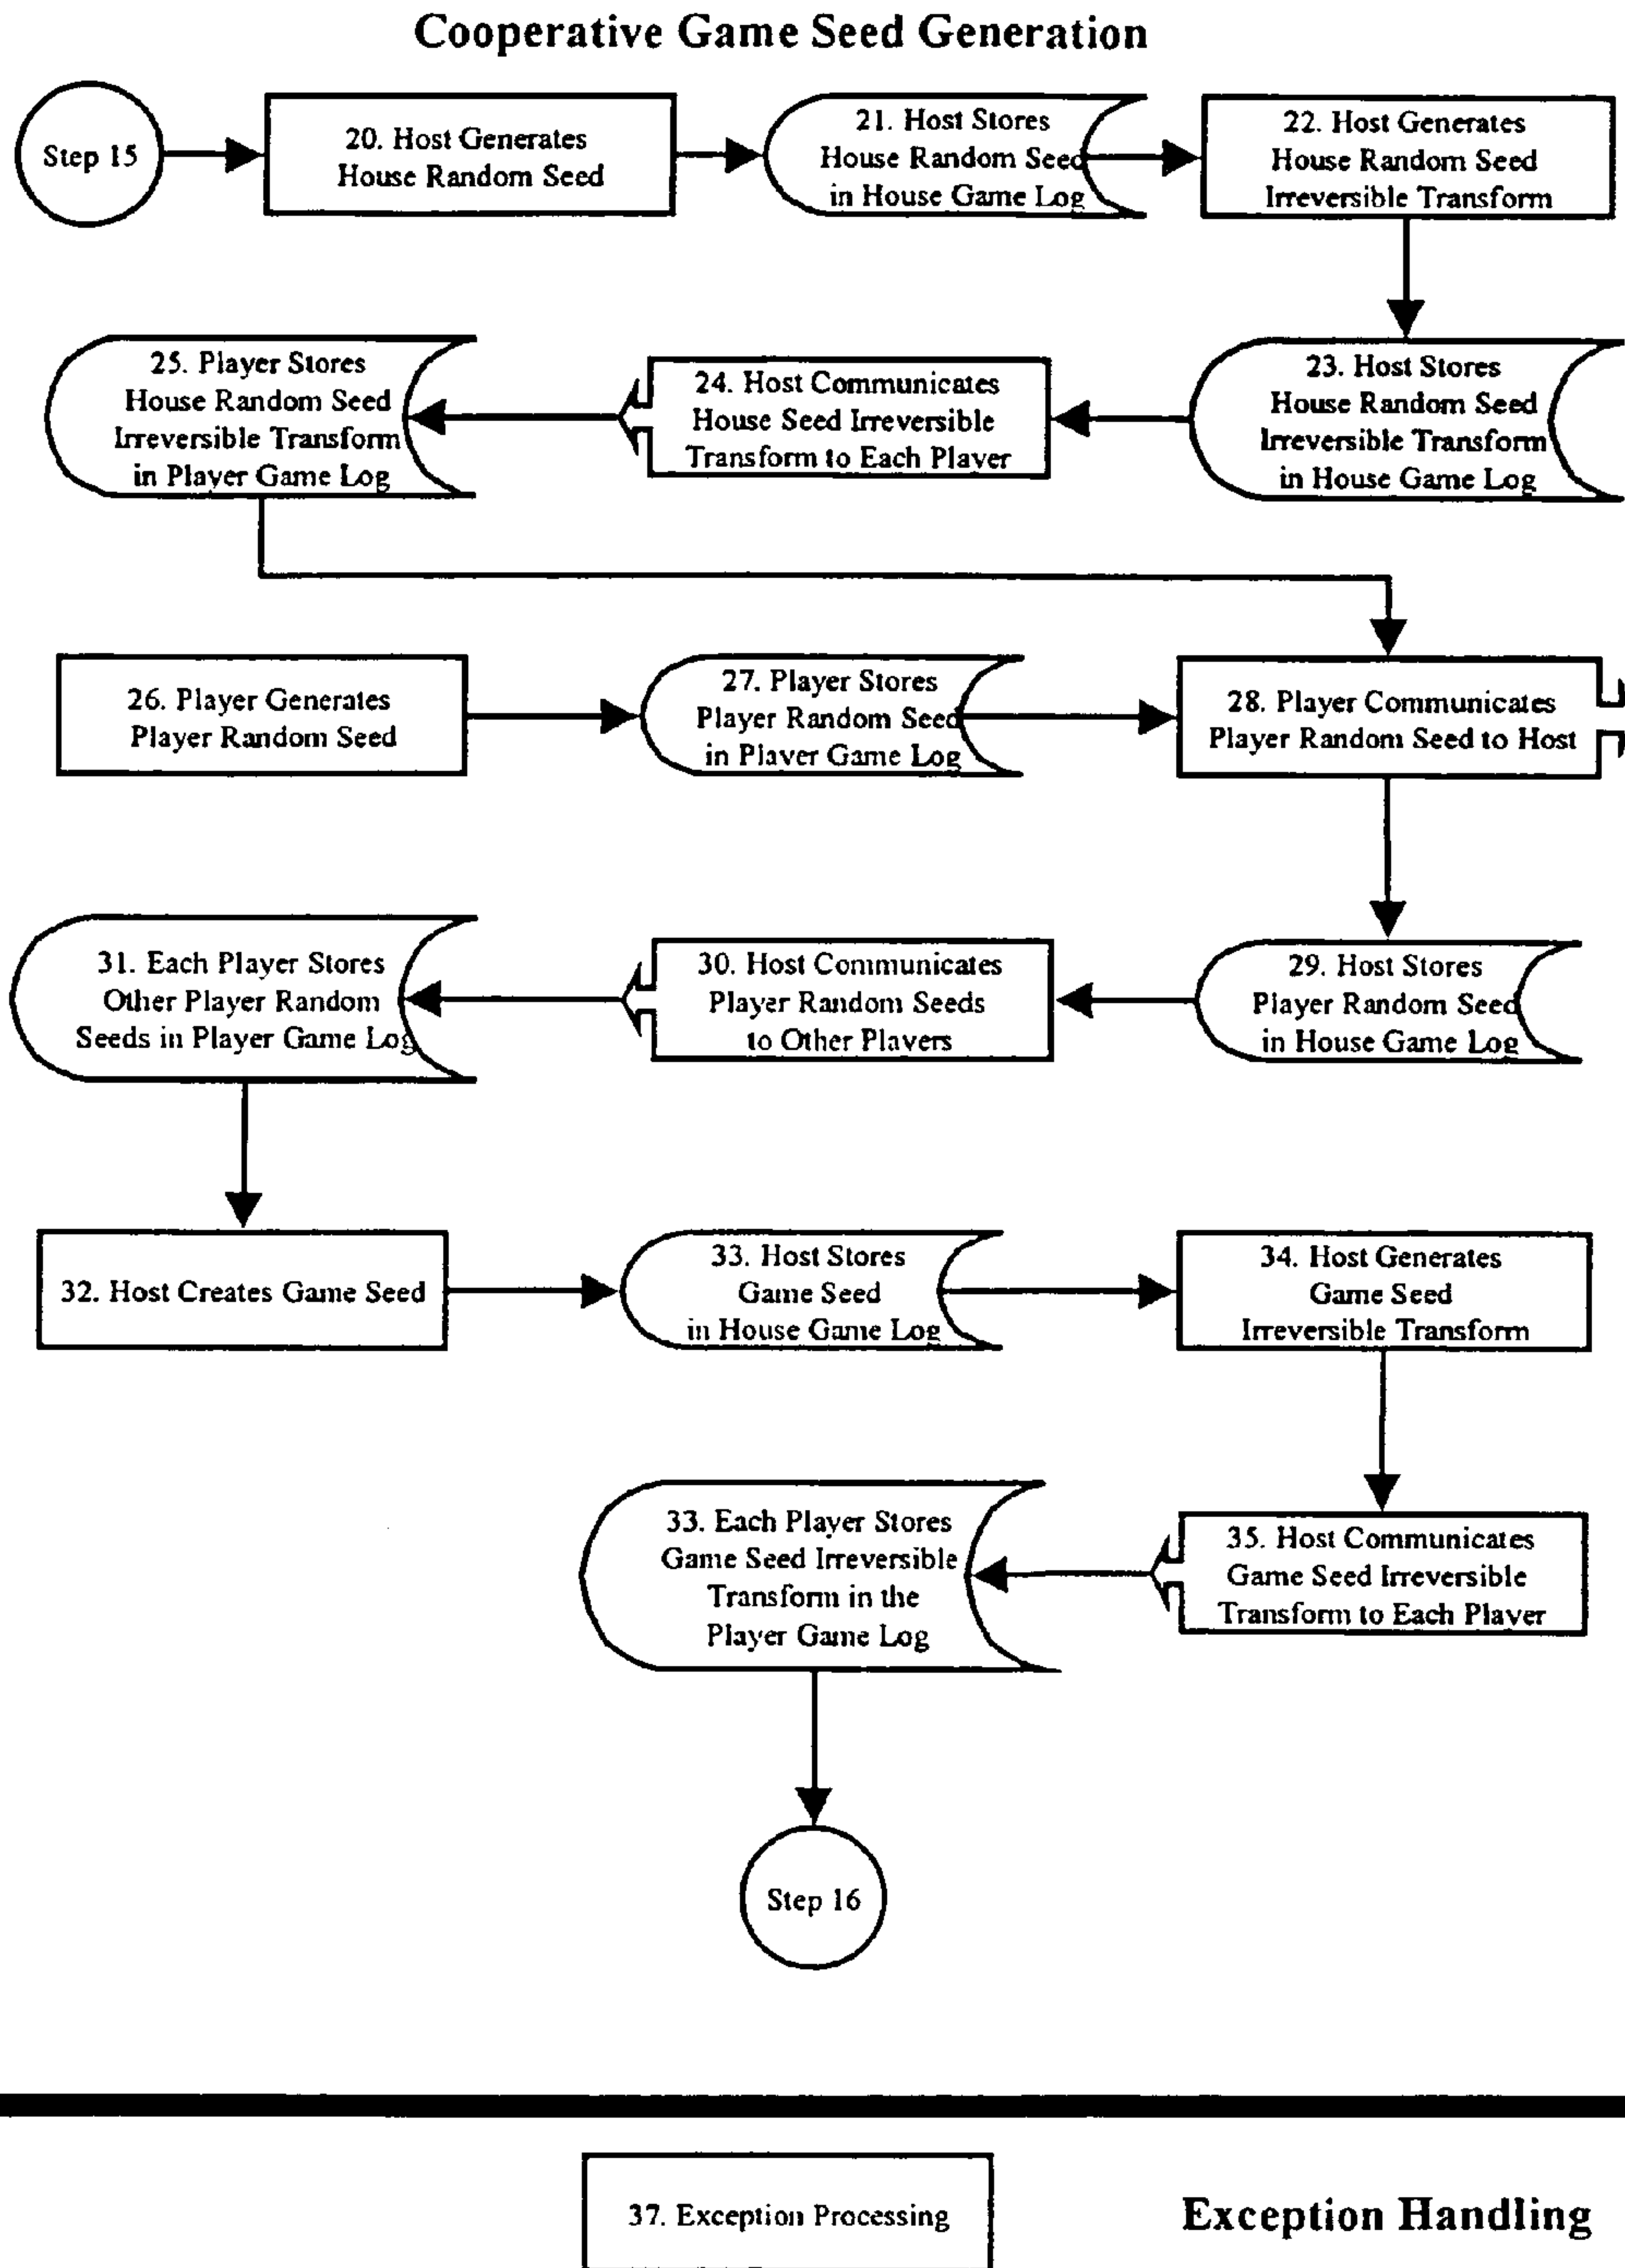 Cooperative Game Seed Generation
Step 15
20. Host Generates
House Random Seed
21. Host Stores
House Random Seed
in House Game Log
22. Host Generates
House Random Seed
Irreversible Transform
23. Host Stores
House Random Seed
Irreversible Transform
in House Game Log
24. Host Communicates
House Seed Irreversible
Transform to Each Player
25. Player Stores
House Random Seed
Irreversible Transform
in Player Game Log
26. Player Generates
Player Random Seed
27. Player Stores
Player Random Seed
in Player Game Log
28. Player Communicates
Player Random Seed to Host
29. Host Stores
Player Random Seed
in House Game Log
30. Host Communicates
Player Random Seeds
to Other Players
31. Each Player Stores
Other Player Random
Seeds in Player Game Log
32. Host Creates Game Seed
33. Host Stores
Game Seed
in House Game Log
34. Host Generates
Game Seed
Irreversible Transform
35. Host Communicates
Game Seed Irreversible
Transform to Each Player
33. Each Player Stores
Game Seed Irreversible
Transform in the
Player Game Log
Step 16
37. Exception Processing
Exception Handling